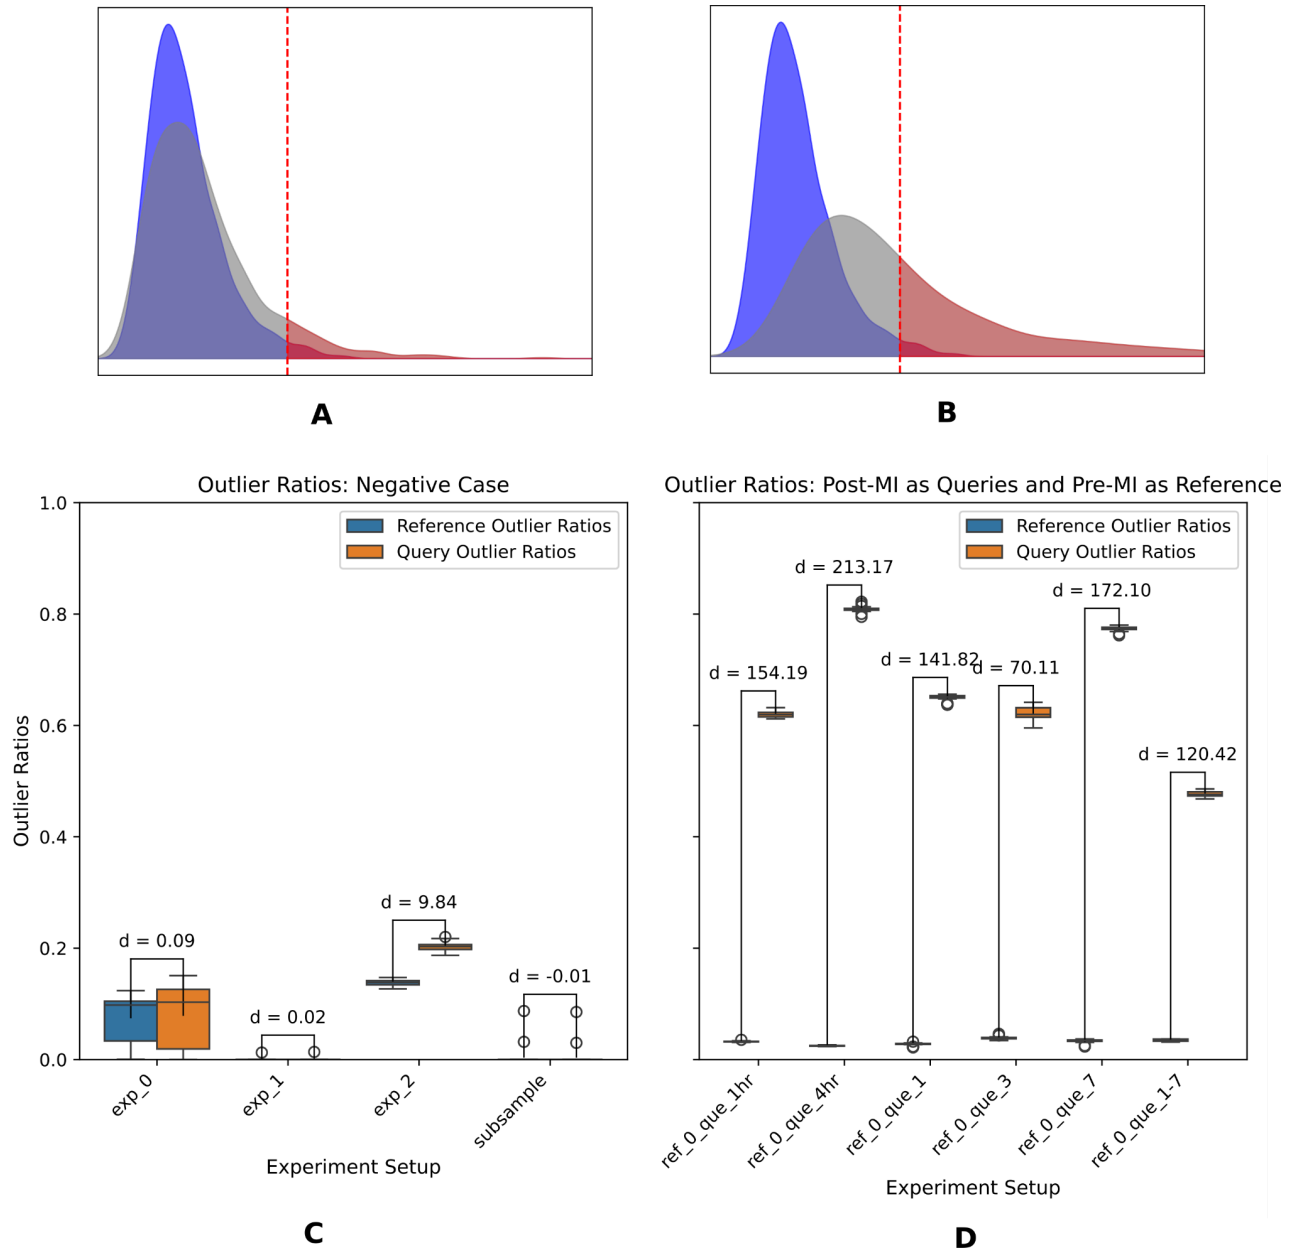 A
B
Outlier Ratios: Negative Case
Reference Outlier Ratios
Query Outlier Ratios
1.0
0.8
0.6
0.4
0.2
0.0
Outlier Ratios
d = 0.09
d = 0.02
d = 9.84
d = -0.01
exp_0
exp_1
exp_2
subsample
Experiment Setup
C
Outlier Ratios: Post-MI as Queries and Pre-MI as Reference
Reference Outlier Ratios
Query Outlier Ratios
d = 154.19
d = 213.17
d = 141.82
d = 70.11
d = 172.10
d = 120.42
ref_0_que_1hr
ref_0_que_4hr
ref_0_que_1
ref_0_que_3
ref_0_que_7
ref_0_que_1-7
Experiment Setup
D